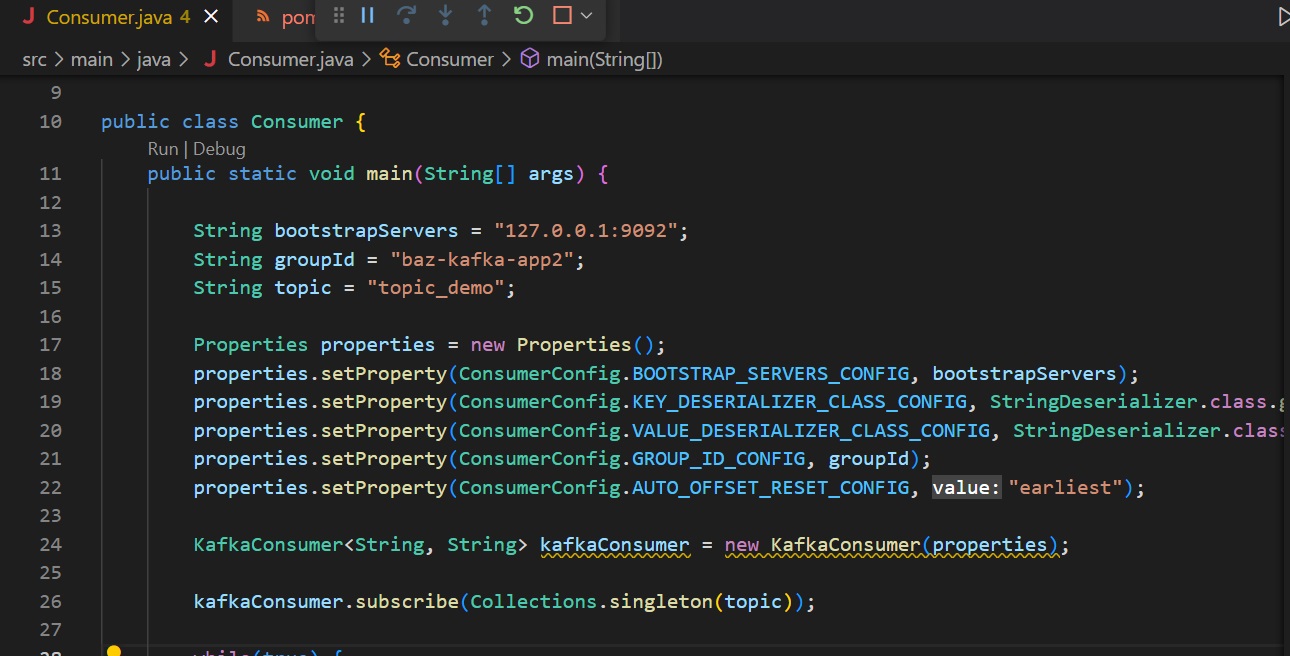 Consumer.java 4
src > main > java > Consumer.java > Consumer > main(String[])
9
10 public class Consumer {
Run | Debug
11 public static void main(String[] args) {
12
13 String bootstrapServers = "127.0.0.1:9092";
14 String groupId = "baz-kafka-app2";
15 String topic = "topic_demo";
16
17 Properties properties = new Properties();
18 properties.setProperty(ConsumerConfig.BOOTSTRAP_SERVERS_CONFIG, bootstrapServers);
19 properties.setProperty(ConsumerConfig.KEY_DESERIALIZER_CLASS_CONFIG, StringDeserializer.class.
20 properties.setProperty(ConsumerConfig.VALUE_DESERIALIZER_CLASS_CONFIG, StringDeserializer.class
21 properties.setProperty(ConsumerConfig.GROUP_ID_CONFIG, groupId);
22 properties.setProperty(ConsumerConfig.AUTO_OFFSET_RESET_CONFIG, value: "earliest");
23
24 KafkaConsumer<String, String> kafkaConsumer = new KafkaConsumer(properties);
25
26 kafkaConsumer.subscribe(Collections.singleton(topic));
27